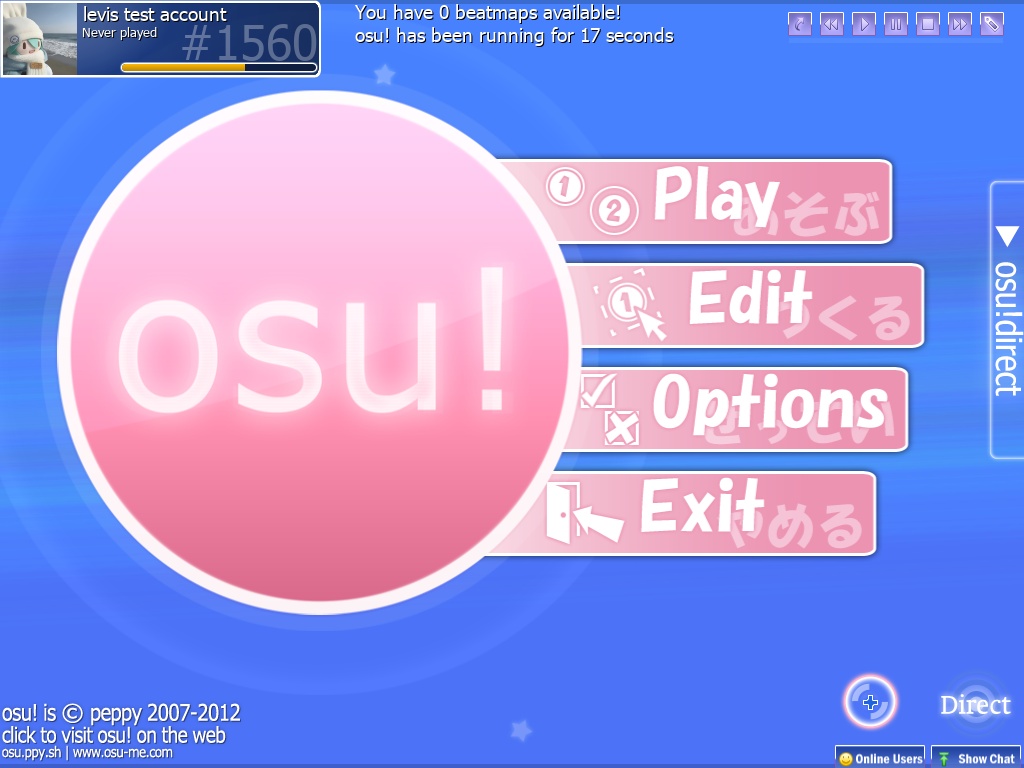 levis test account
Never played
#1560
You have 0 beatmaps available!
osu! has been running for 17 seconds
osu!
1
2
Play
あそぶ
1
Edit
つくる
Options
せってい
Exit
やめる
osu!direct
osu! is © peppy 2007-2012
click to visit osu! on the web
osu.ppy.sh | www.osu-me.com
Direct
Online Users
Show Chat